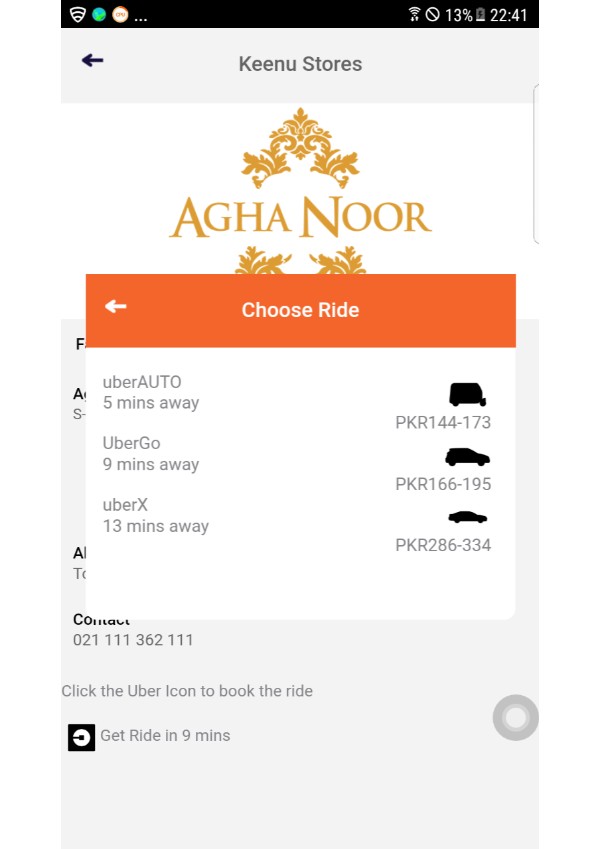 CPU
...
13% 22:41
Keenu Stores
AGHA NOOR
Choose Ride
uberAUTO
5 mins away
PKR144-173
UberGo
9 mins away
PKR166-195
uberX
13 mins away
PKR286-334
Contact
021 111 362 111
Click the Uber Icon to book the ride
Get Ride in 9 mins